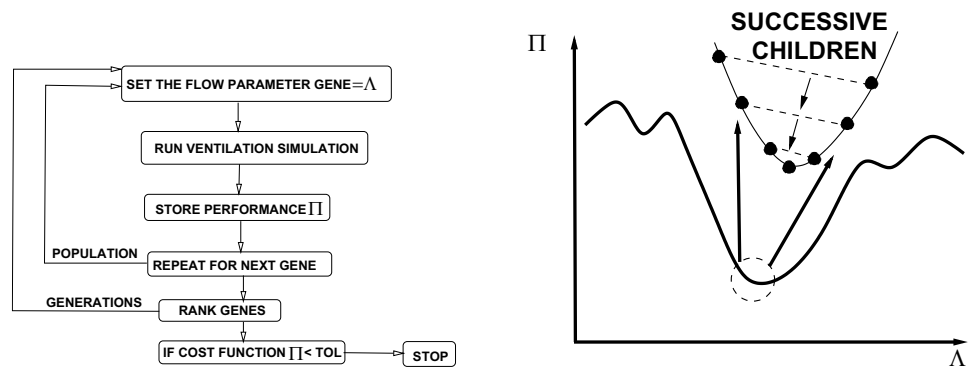 SET THE FLOW PARAMETER GENE=Λ
RUN VENTILATION SIMULATION
STORE PERFORMANCE Π
POPULATION
REPEAT FOR NEXT GENE
GENERATIONS
RANK GENES
IF COST FUNCTION Π< TOL
STOP
Π
SUCCESSIVE
CHILDREN
Λ